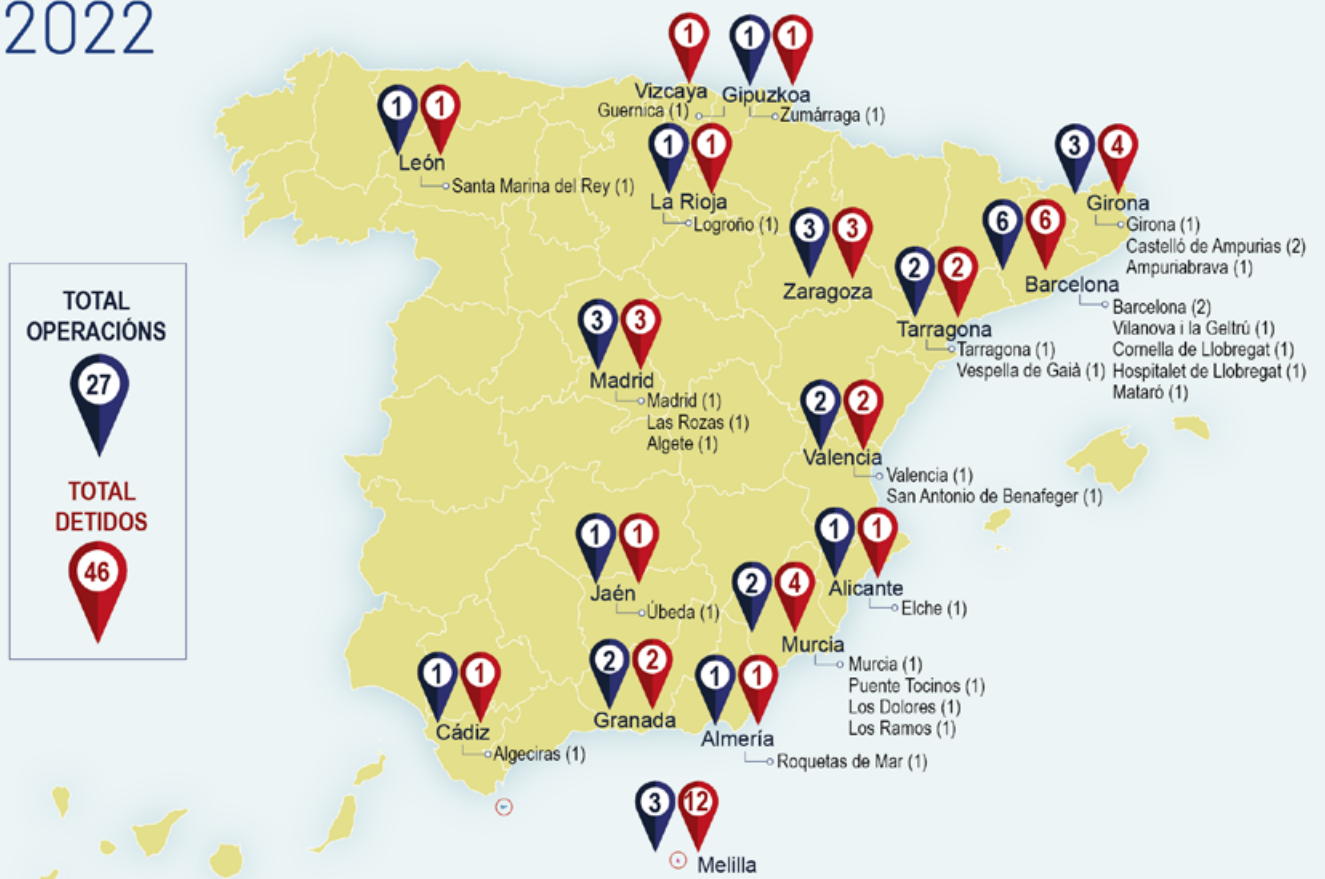 2022
1
Vizcaya
Guernica (1)
1 1
Gipuzkoa
Zumárraga (1)
1 1
León
Santa Marina del Rey (1)
1 1
La Rioja
Logroño (1)
3 4
Girona
Girona (1)
Castelló de Ampurias (2)
Ampuriabrava (1)
3 3
Zaragoza
6 6
Barcelona
Barcelona (2)
Vilanova i la Geltrú (1)
Cornella de Llobregat (1)
Hospitalet de Llobregat (1)
Mataró (1)
2 2
Tarragona
Tarragona (1)
Vespella de Gaià (1)
TOTAL
OPERACIÓNS
27
TOTAL
DETIDOS
46
3 3
Madrid
Madrid (1)
Las Rozas (1)
Algete (1)
2 2
Valencia
Valencia (1)
San Antonio de Benafeger (1)
1 1
Jaén
Úbeda (1)
1 1
Alicante
Elche (1)
2 4
Murcia
Murcia (1)
Puente Tocinos (1)
Los Dolores (1)
Los Ramos (1)
1 1
Cádiz
Algeciras (1)
2 2
Granada
1 1
Almería
Roquetas de Mar (1)
3 12
Melilla